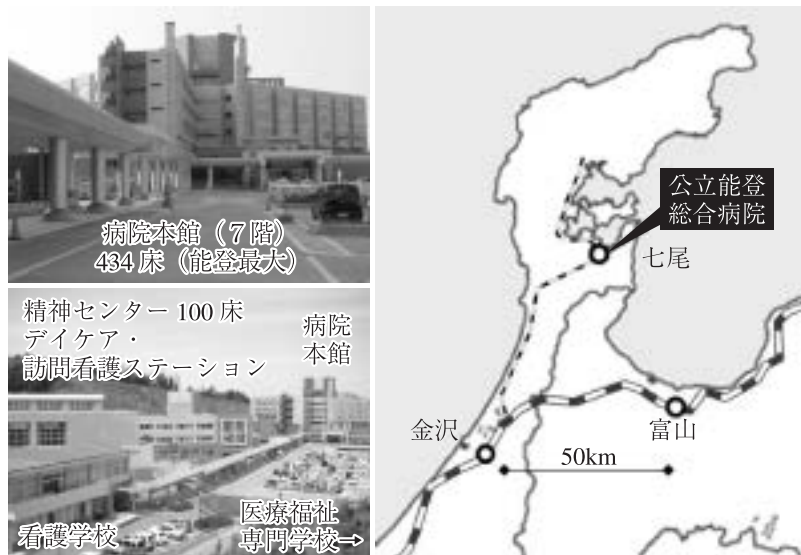 病院本館（７階）
434 床（能登最大）
精神センター 100 床
デイケア・
訪問看護ステーション
病院
本館
看護学校
医療福祉
専門学校→
公立能登
総合病院
七尾
金沢
富山
50km